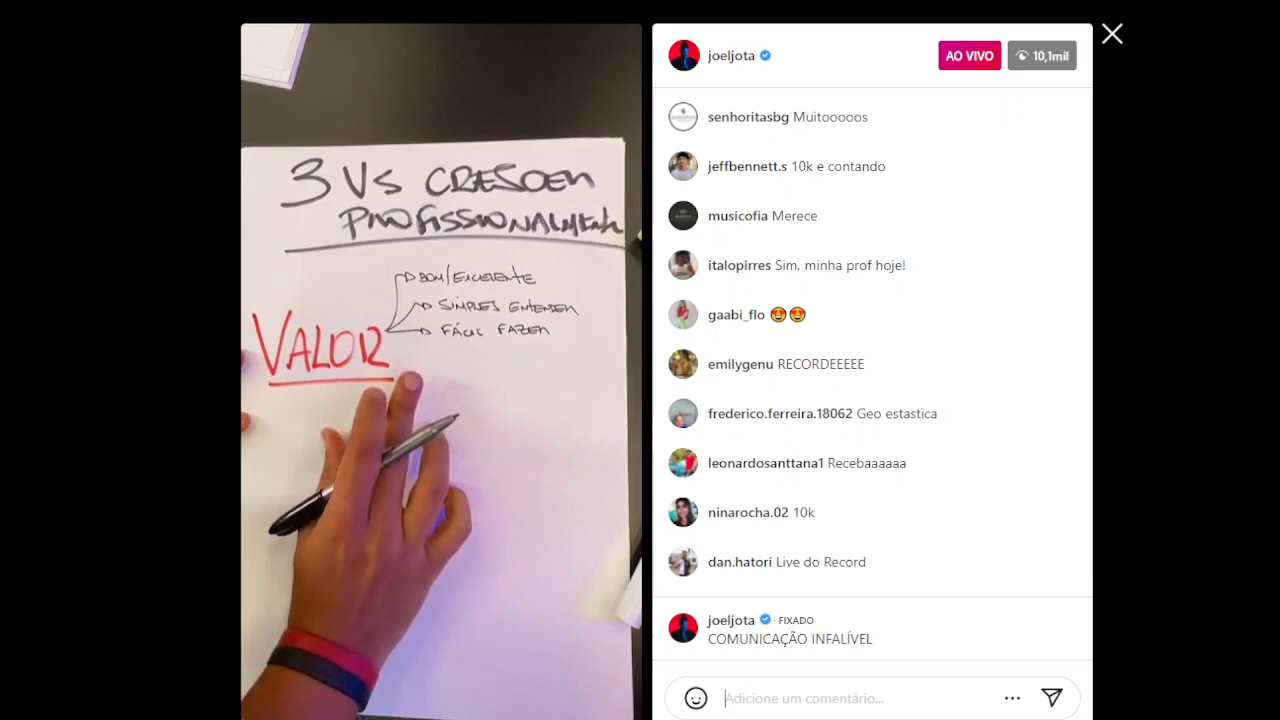 3 Vs CRESCER
PROFISSIONALMENTE
BOM/EXCELENTE
SIMPLES ENTENDER
FÁCIL FAZER
VALOR
joeljota
AO VIVO
10,1mil
senhoritasbg Muitooooos
jeffbennett.s 10k e contando
musicofia Merece
italopirres Sim, minha prof hoje!
gaabi_flo 🤩🤩
emilygenu RECORDEEEEE
frederico.ferreira.18062 Geo estastica
leonardosanttana1 Recebaaaaaa
ninarocha.02 10k
dan.hatori Live do Record
joeljota · FIXADO
COMUNICAÇÃO INFALÍVEL
Adicione um comentário...